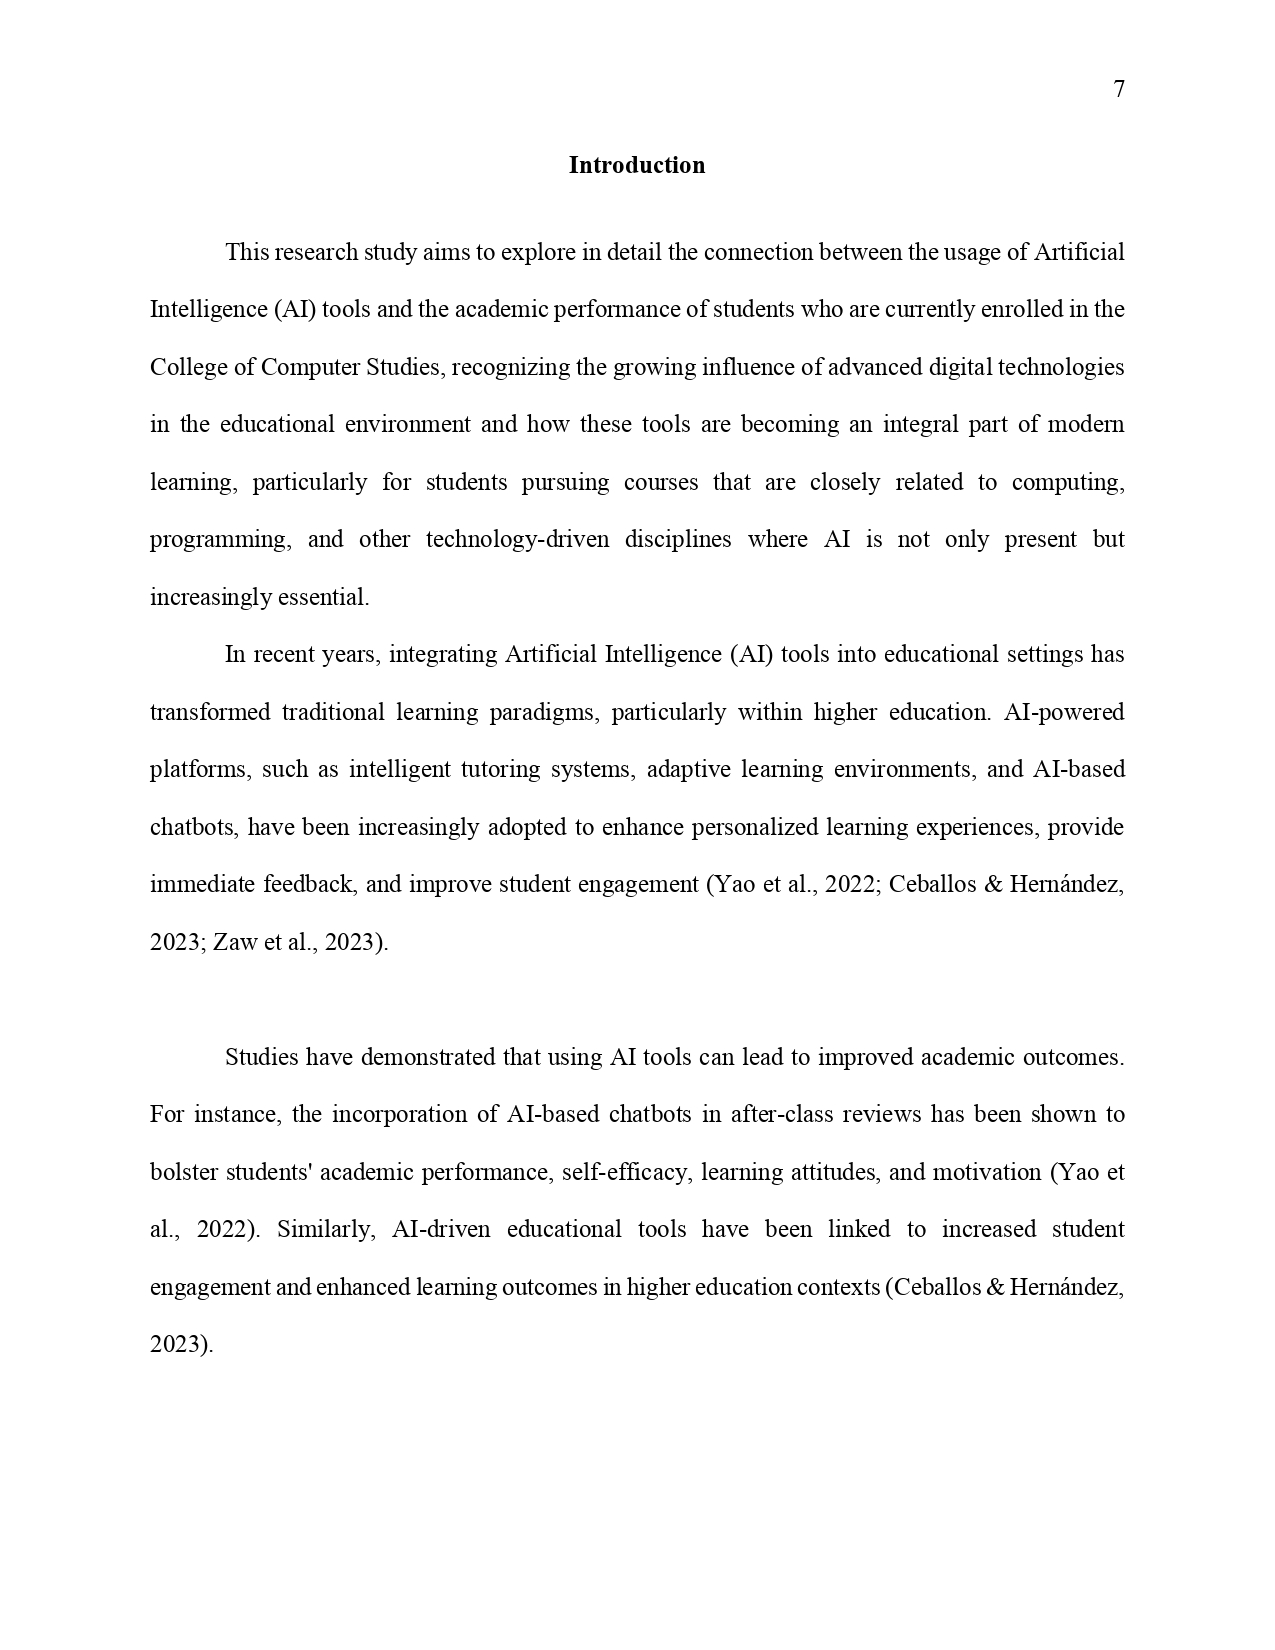 7
Introduction
This research study aims to explore in detail the connection between the usage of Artificial
Intelligence (AI) tools and the academic performance of students who are currently enrolled in the
College of Computer Studies, recognizing the growing influence of advanced digital technologies
in the educational environment and how these tools are becoming an integral part of modern
learning, particularly for students pursuing courses that are closely related to computing,
programming, and other technology-driven disciplines where AI is not only present but
increasingly essential.
In recent years, integrating Artificial Intelligence (AI) tools into educational settings has
transformed traditional learning paradigms, particularly within higher education. AI-powered
platforms, such as intelligent tutoring systems, adaptive learning environments, and AI-based
chatbots, have been increasingly adopted to enhance personalized learning experiences, provide
immediate feedback, and improve student engagement (Yao et al., 2022; Ceballos & Hernández,
2023; Zaw et al., 2023).
Studies have demonstrated that using AI tools can lead to improved academic outcomes.
For instance, the incorporation of AI-based chatbots in after-class reviews has been shown to
bolster students' academic performance, self-efficacy, learning attitudes, and motivation (Yao et
al., 2022). Similarly, AI-driven educational tools have been linked to increased student
engagement and enhanced learning outcomes in higher education contexts (Ceballos & Hernández,
2023).